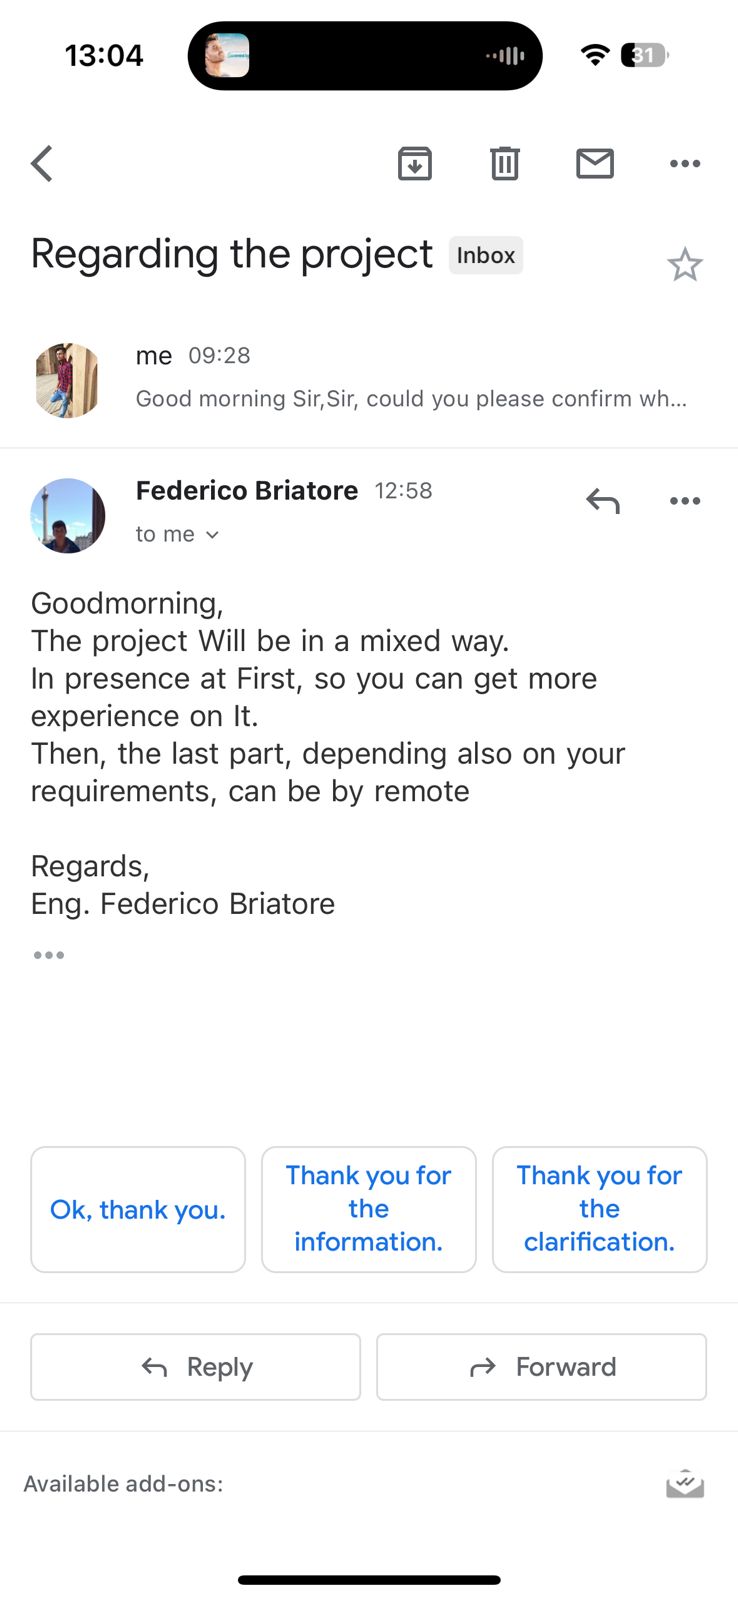 13:04
31
Regarding the project Inbox
me 09:28
Good morning Sir,Sir, could you please confirm wh...
Federico Briatore 12:58
to me
Goodmorning,
The project Will be in a mixed way.
In presence at First, so you can get more
experience on It.
Then, the last part, depending also on your
requirements, can be by remote
Regards,
Eng. Federico Briatore
Ok, thank you.
Thank you for
the
information.
Thank you for
the
clarification.
Reply
Forward
Available add-ons: